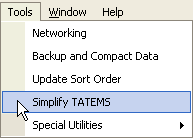 Tools Window Help
Networking
Backup and Compact Data
Update Sort Order
Simplify TATEMS
Special Utilities